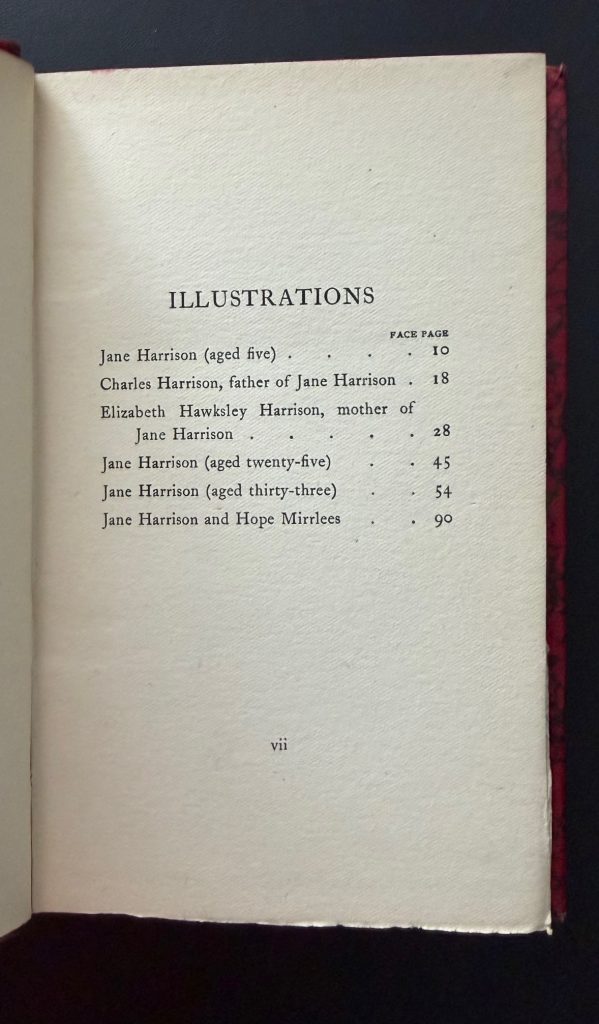 ILLUSTRATIONS
FACE PAGE
Jane Harrison (aged five) . . . . 10
Charles Harrison, father of Jane Harrison . 18
Elizabeth Hawksley Harrison, mother of
Jane Harrison . . . . . 28
Jane Harrison (aged twenty-five) . . 45
Jane Harrison (aged thirty-three) . . 54
Jane Harrison and Hope Mirrlees . . 90
vii